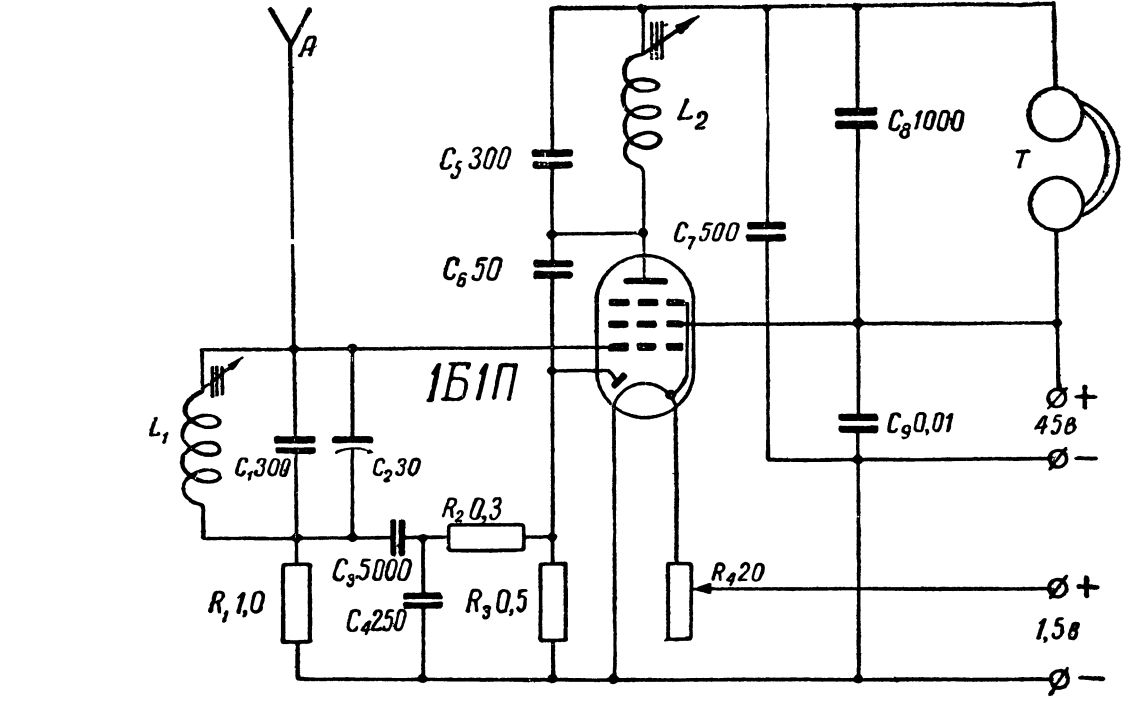 А
C₅ 300
L₂
C₈ 1000
Т
C₇ 500
C₆ 50
1Б1П
L₁
C₁ 300
C₂ 30
C₉ 0,01
+
45в
−
R₂ 0,3
C₃ 5000
R₁ 1,0
C₄ 250
R₃ 0,5
R₄ 20
+
1,5в
−